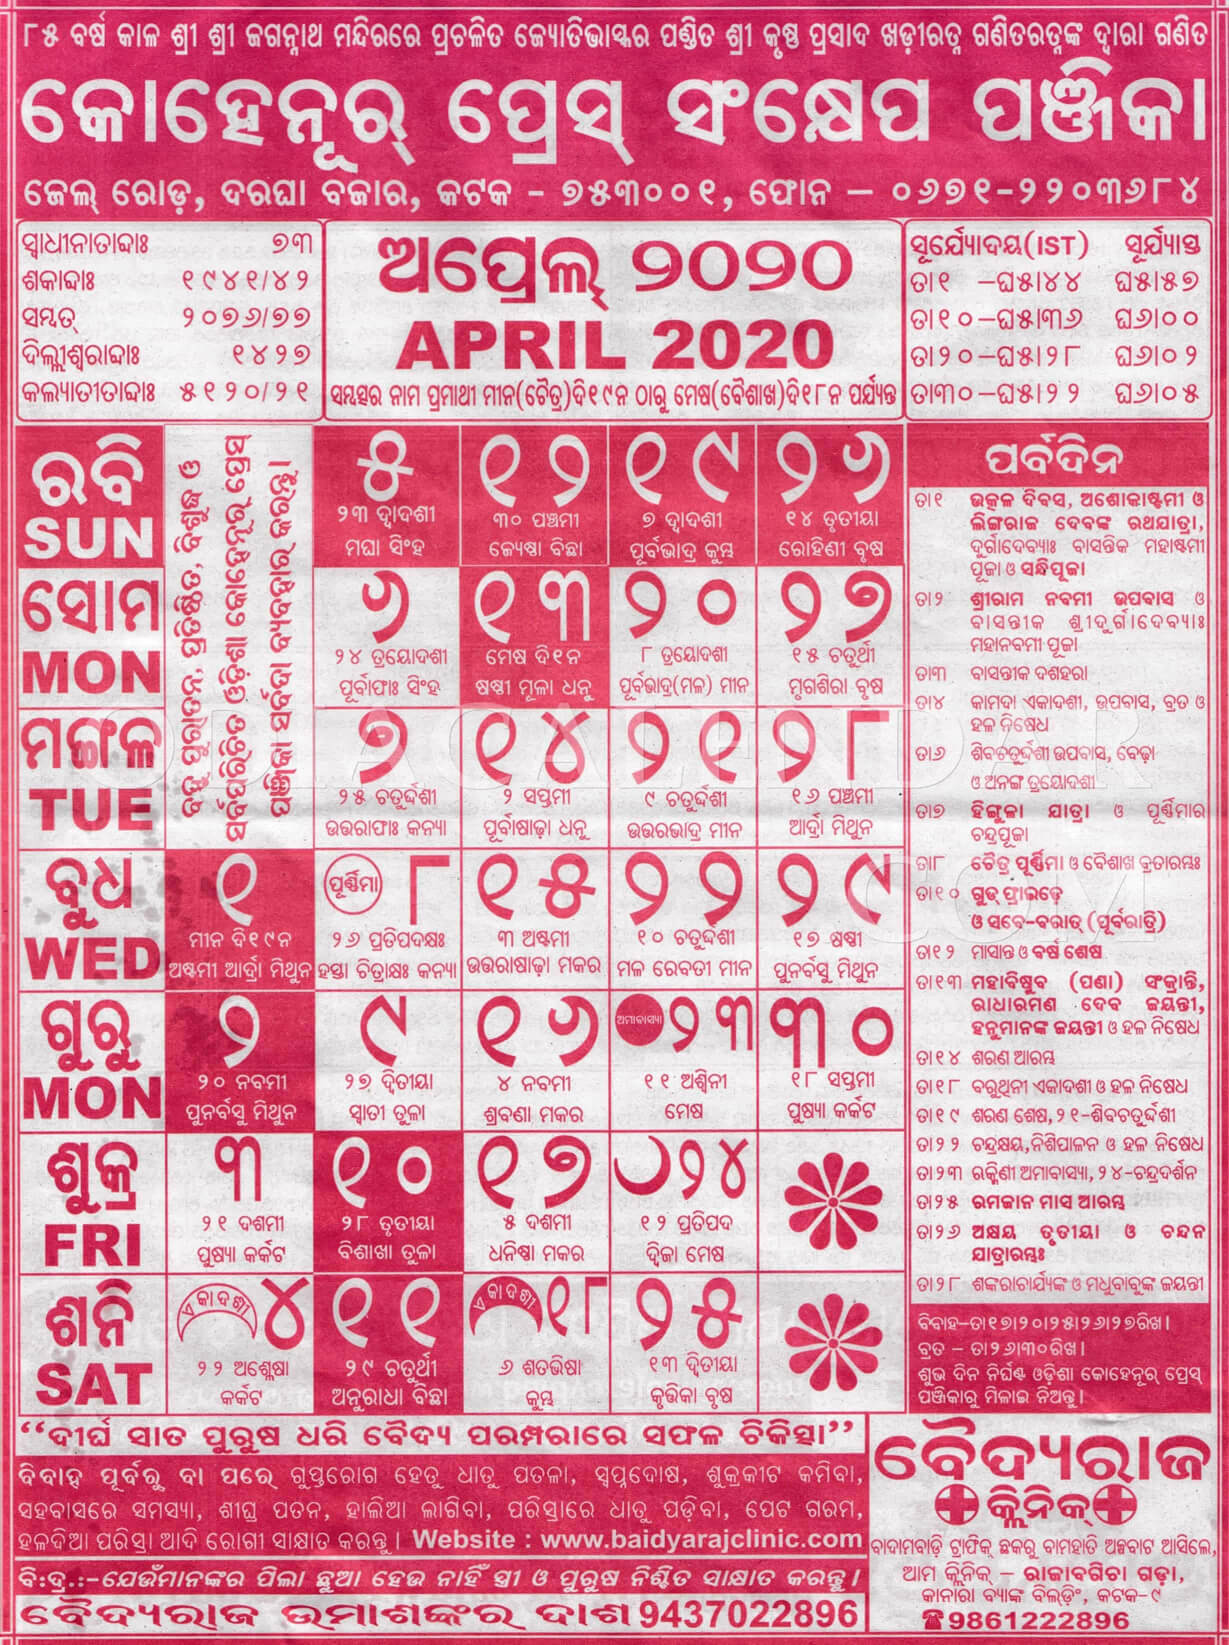 ୮୫ ବର୍ଷ କାଳ ଶ୍ରୀ ଶ୍ରୀ ଜଗନ୍ନାଥ ମନ୍ଦିରରେ ପ୍ରଚଳିତ ଜ୍ୟୋତିଭାସ୍କର ପଣ୍ଡିତ ଶ୍ରୀ କୃଷ୍ଣ ପ୍ରସାଦ ଖଡ଼ୀରତ୍ନ ଗଣିତରତ୍ନଙ୍କ ଦ୍ୱାରା ଗଣିତ
କୋହେନୂର୍ ପ୍ରେସ୍ ସଂକ୍ଷେପ ପଞ୍ଜିକା
ଜେଲ୍ ରୋଡ଼, ଦରଘା ବଜାର, କଟକ - ୭୫୩୦୦୧, ଫୋନ – ୦୬୭୧-୨୨୦୩୬୮୪
ସ୍ୱାଧୀନାତାବ୍ଦାଃ ୭୩
ଶକାବ୍ଦାଃ ୧୯୪୧/୪୨
ସମ୍ଭତ୍ ୨୦୭୬/୭୭
ଦିଲ୍ଲୀଶ୍ୱରାବ୍ଦାଃ ୧୪୨୭
କଲ୍ୟାତୀତାବ୍ଦାଃ ୫୧୨୦/୨୧
ଅପ୍ରେଲ୍ ୨୦୨୦
APRIL 2020
ସମ୍ଭତ୍ସର ନାମ ପ୍ରମାଥୀ ମୀନ(ଚୈତ୍ର)ଦି୧୯ନ ଠାରୁ ମେଷ(ବୈଶାଖ)ଦି୧୮ନ ପର୍ଯ୍ୟନ୍ତ
ସୂର୍ଯ୍ୟୋଦୟ(IST) ସୂର୍ଯ୍ୟାସ୍ତ
ତା୧ –ଘ୫ା୪୪ ଘ୫ା୫୭
ତା୧୦–ଘ୫ା୩୬ ଘ୬ା୦୦
ତା୨୦–ଘ୫ା୨୮ ଘ୬ା୦୨
ତା୩୦–ଘ୫ା୨୨ ଘ୬ା୦୫
ବହୁ ପୁରାତନ, ପ୍ରତିଷ୍ଠିତ, ବିଶୁଦ୍ଧ ଓ
ସର୍ବପରିଚିତ ଓଡ଼ିଶା କୋହେନୂର୍ ପ୍ରେସ୍
ପଞ୍ଜିକା ସର୍ବଦା ବ୍ୟବହାର କରନ୍ତୁ।
ରବି
SUN
୫
୨୩ ଦ୍ୱାଦଶୀ
ମଘା ସିଂହ
୧୨
୩୦ ପଞ୍ଚମୀ
ଜ୍ୟେଷ୍ଠା ବିଛା
୧୯
୭ ଦ୍ୱାଦଶୀ
ପୂର୍ବଭାଦ୍ର କୁମ୍ଭ
୨୬
୧୪ ତୃତୀୟା
ରୋହିଣୀ ବୃଷ
ସୋମ
MON
୬
୨୪ ତ୍ରୟୋଦଶୀ
ପୂର୍ବାଫାଃ ସିଂହ
୧୩
ମେଷ ଦି୧ନ
ଷଷ୍ଠୀ ମୂଳା ଧନୁ
୨୦
୮ ତ୍ରୟୋଦଶୀ
ପୂର୍ବଭାଦ୍ର(ମଳ) ମୀନ
୨୭
୧୫ ଚତୁର୍ଥୀ
ମୃଗଶିରା ବୃଷ
ମଙ୍ଗଳ
TUE
୭
୨୫ ଚତୁର୍ଦ୍ଦଶୀ
ଉତ୍ତରାଫାଃ କନ୍ୟା
୧୪
୨ ସପ୍ତମୀ
ପୂର୍ବାଷାଢ଼ା ଧନୁ
୨୧
୯ ଚତୁର୍ଦ୍ଦଶୀ
ଉତ୍ତରଭାଦ୍ର ମୀନ
୨୮
୧୬ ପଞ୍ଚମୀ
ଆର୍ଦ୍ରା ମିଥୁନ
ବୁଧ
WED
୧
ମୀନ ଦି୧୯ନ
ଅଷ୍ଟମୀ ଆର୍ଦ୍ରା ମିଥୁନ
ପୂର୍ଣ୍ଣିମା ୮
୨୬ ପ୍ରତିପଦକ୍ଷଃ
ହସ୍ତା ଚିତ୍ରାକ୍ଷଃ କନ୍ୟା
୧୫
୩ ଅଷ୍ଟମୀ
ଉତ୍ତରାଷାଢ଼ା ମକର
୨୨
୧୦ ଚତୁର୍ଦ୍ଦଶୀ
ମଳ ରେବତୀ ମୀନ
୨୯
୧୭ ଷଷ୍ଠୀ
ପୁନର୍ବସୁ ମିଥୁନ
ଗୁରୁ
MON
୨
୨୦ ନବମୀ
ପୁନର୍ବସୁ ମିଥୁନ
୯
୨୭ ଦ୍ୱିତୀୟା
ସ୍ୱାତୀ ତୁଳା
୧୬
୪ ନବମୀ
ଶ୍ରବଣା ମକର
ଅମାବାସ୍ୟା ୨୩
୧୧ ଅଶ୍ୱିନୀ
ମେଷ
୩୦
୧୮ ସପ୍ତମୀ
ପୁଷ୍ୟା କର୍କଟ
ଶୁକ୍ର
FRI
୩
୨୧ ଦଶମୀ
ପୁଷ୍ୟା କର୍କଟ
୧୦
୨୮ ତୃତୀୟା
ବିଶାଖା ତୁଳା
୧୭
୫ ଦଶମୀ
ଧନିଷ୍ଠା ମକର
୨୪
୧୨ ପ୍ରତିପଦ
ଦ୍ୱିଜା ମେଷ
ଶନି
SAT
ଏକାଦଶୀ ୪
୨୨ ଅଶ୍ଳେଷା
କର୍କଟ
୧୧
୨୯ ଚତୁର୍ଥୀ
ଅନୁରାଧା ବିଛା
ଏକାଦଶୀ ୧୮
୬ ଶତଭିଷା
କୁମ୍ଭ
୨୫
୧୩ ଦ୍ୱିତୀୟା
କୃତ୍ତିକା ବୃଷ
ପର୍ବଦିନ
ତା୧ ଉତ୍କଳ ଦିବସ, ଅଶୋକାଷ୍ଟମୀ ଓ
ଲିଙ୍ଗରାଜ ଦେବଙ୍କ ରଥଯାତ୍ରା,
ଦୁର୍ଗାଦେବ୍ୟାଃ ବାସନ୍ତିକ ମହାଷ୍ଟମୀ
ପୂଜା ଓ ସନ୍ଧିପୂଜା
ତା୨ ଶ୍ରୀରାମ ନବମୀ ଉପବାସ ଓ
ବାସନ୍ତୀକ ଶ୍ରୀଦୁର୍ଗାଦେବ୍ୟାଃ
ମହାନବମୀ ପୂଜା
ତା୩ ବାସନ୍ତୀକ ଦଶହରା
ତା୪ କାମଦା ଏକାଦଶୀ, ଉପବାସ, ବ୍ରତ ଓ
ହଳ ନିଷେଧ
ତା୬ ଶିବଚତୁର୍ଦ୍ଦଶୀ ଉପବାସ, ବେଢ଼ା
ଓ ଅନଙ୍ଗ ତ୍ରୟୋଦଶୀ
ତା୭ ହିଙ୍ଗୁଳା ଯାତ୍ରା ଓ ପୂର୍ଣ୍ଣିମାର
ଚନ୍ଦ୍ରପୂଜା
ତା୮ ଚୈତ୍ର ପୂର୍ଣ୍ଣିମା ଓ ବୈଶାଖ ବ୍ରତାରମ୍ଭଃ
ତା୧୦ ଗୁଡ୍ ଫ୍ରାଇଡ଼େ
ଓ ସବେ-ବରାତ୍ (ପୂର୍ବରାତ୍ରି)
ତା୧୨ ମାସାନ୍ତ ଓ ବର୍ଷ ଶେଷ
ତା୧୩ ମହାବିଷୁବ (ପଣା) ସଂକ୍ରାନ୍ତି,
ରାଧାରମଣ ଦେବ ଜୟନ୍ତୀ,
ହନୁମାନଙ୍କ ଜୟନ୍ତୀ ଓ ହଳ ନିଷେଧ
ତା୧୪ ଶରଣ ଆରମ୍ଭ
ତା୧୮ ବରୁଥିନୀ ଏକାଦଶୀ ଓ ହଳ ନିଷେଧ
ତା୧୯ ଶରଣ ଶେଷ, ୨୧-ଶିବଚତୁର୍ଦ୍ଦଶୀ
ତା୨୨ ଚନ୍ଦ୍ରକ୍ଷୟ,ନିଶିପାଳନ ଓ ହଳ ନିଷେଧ
ତା୨୩ ରୁକ୍ମିଣୀ ଅମାବାସ୍ୟା, ୨୪-ଚନ୍ଦ୍ରଦର୍ଶନ
ତା୨୫ ରମଜାନ ମାସ ଆରମ୍ଭ
ତା୨୬ ଅକ୍ଷୟ ତୃତୀୟା ଓ ଚନ୍ଦନ
ଯାତ୍ରାରମ୍ଭଃ
ତା୨୮ ଶଙ୍କରାଚାର୍ଯ୍ୟଙ୍କ ଓ ମଧୁବାବୁଙ୍କ ଜୟନ୍ତୀ
ବିବାହ-ତା୧୭ା୨୦ା୨୫ା୨୬ା୨୭ରିଖ।
ବ୍ରତ - ତା୨୬ା୩୦ରିଖ।
ଶୁଭ ଦିନ ନିର୍ଘଣ୍ଟ ଓଡ଼ିଶା କୋହେନୂର୍ ପ୍ରେସ୍
ପଞ୍ଜିକାରୁ ମିଳାଇ ନିଅନ୍ତୁ।
ODIACALENDAR
.COM
“ଦୀର୍ଘ ସାତ ପୁରୁଷ ଧରି ବୈଦ୍ୟ ପରମ୍ପରାରେ ସଫଳ ଚିକିତ୍ସା”
ବିବାହ ପୂର୍ବରୁ ବା ପରେ ଗୁପ୍ତରୋଗ ହେତୁ ଧାତୁ ପତଳା, ସ୍ୱପ୍ନଦୋଷ, ଶୁକ୍ରକୀଟ କମିବା,
ସହବାସରେ ସମସ୍ୟା, ଶୀଘ୍ର ପତନ, ହାଲିଆ ଲାଗିବା, ପରିସ୍ରାରେ ଧାତୁ ପଡ଼ିବା, ପେଟ ଗରମ,
ହଳଦିଆ ପରିସ୍ରା ଆଦି ରୋଗୀ ସାକ୍ଷାତ କରନ୍ତୁ। Website : www.baidyarajclinic.com
ବି:ଦ୍ର.:-ଯେଉଁମାନଙ୍କର ପିଲା ଛୁଆ ହେଉ ନାହିଁ ସ୍ତ୍ରୀ ଓ ପୁରୁଷ ନିଶ୍ଚିତ ସାକ୍ଷାତ କରନ୍ତୁ।
ବୈଦ୍ୟରାଜ ଉମାଶଙ୍କର ଦାଶ 9437022896
ବୈଦ୍ୟରାଜ
କ୍ଲିନିକ୍
ବାଦାମବାଡ଼ି ଟ୍ରାଫିକ୍ ଛକରୁ ବାମହାତି ଅଳ୍ପବାଟ ଆସିଲେ,
ଆମ କ୍ଲିନିକ୍ – ରାଜାବଗିଚା ଗଡ଼ା,
କାନାରା ବ୍ୟାଙ୍କ ବିଲଡ଼ିଂ, କଟକ-୯
☎9861222896